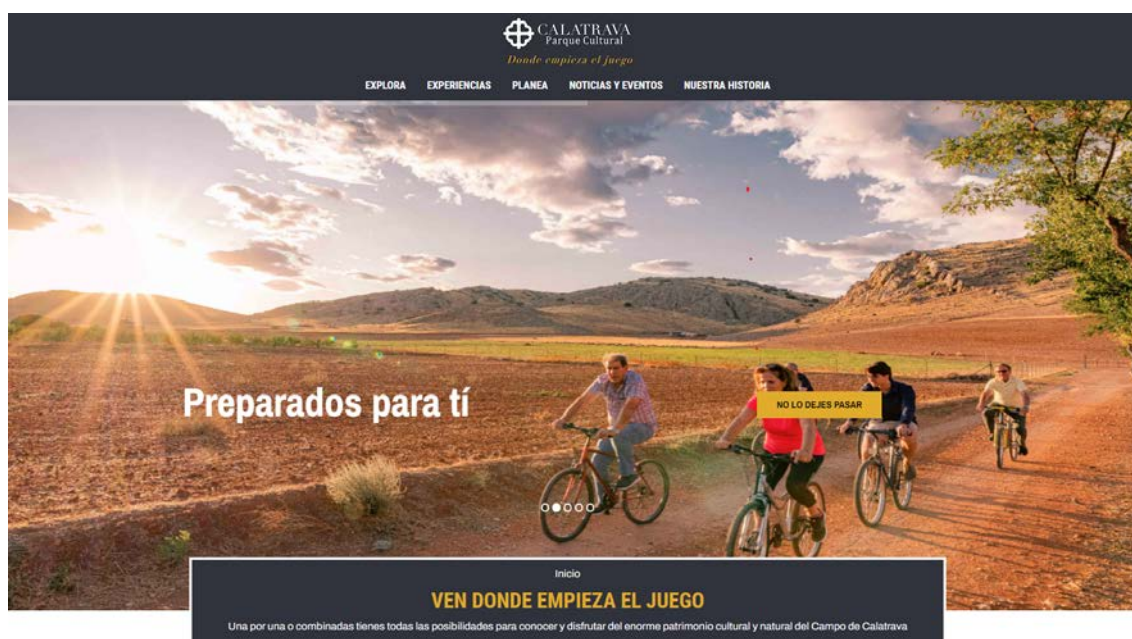 CALATRAVA
Parque Cultural
Donde empieza el juego
EXPLORA EXPERIENCIAS PLANEA NOTICIAS Y EVENTOS NUESTRA HISTORIA
Preparados para tí
NO LO DEJES PASAR
Inicio
VEN DONDE EMPIEZA EL JUEGO
Una por una o combinadas tienes todas las posibilidades para conocer y disfrutar del enorme patrimonio cultural y natural del Campo de Calatrava